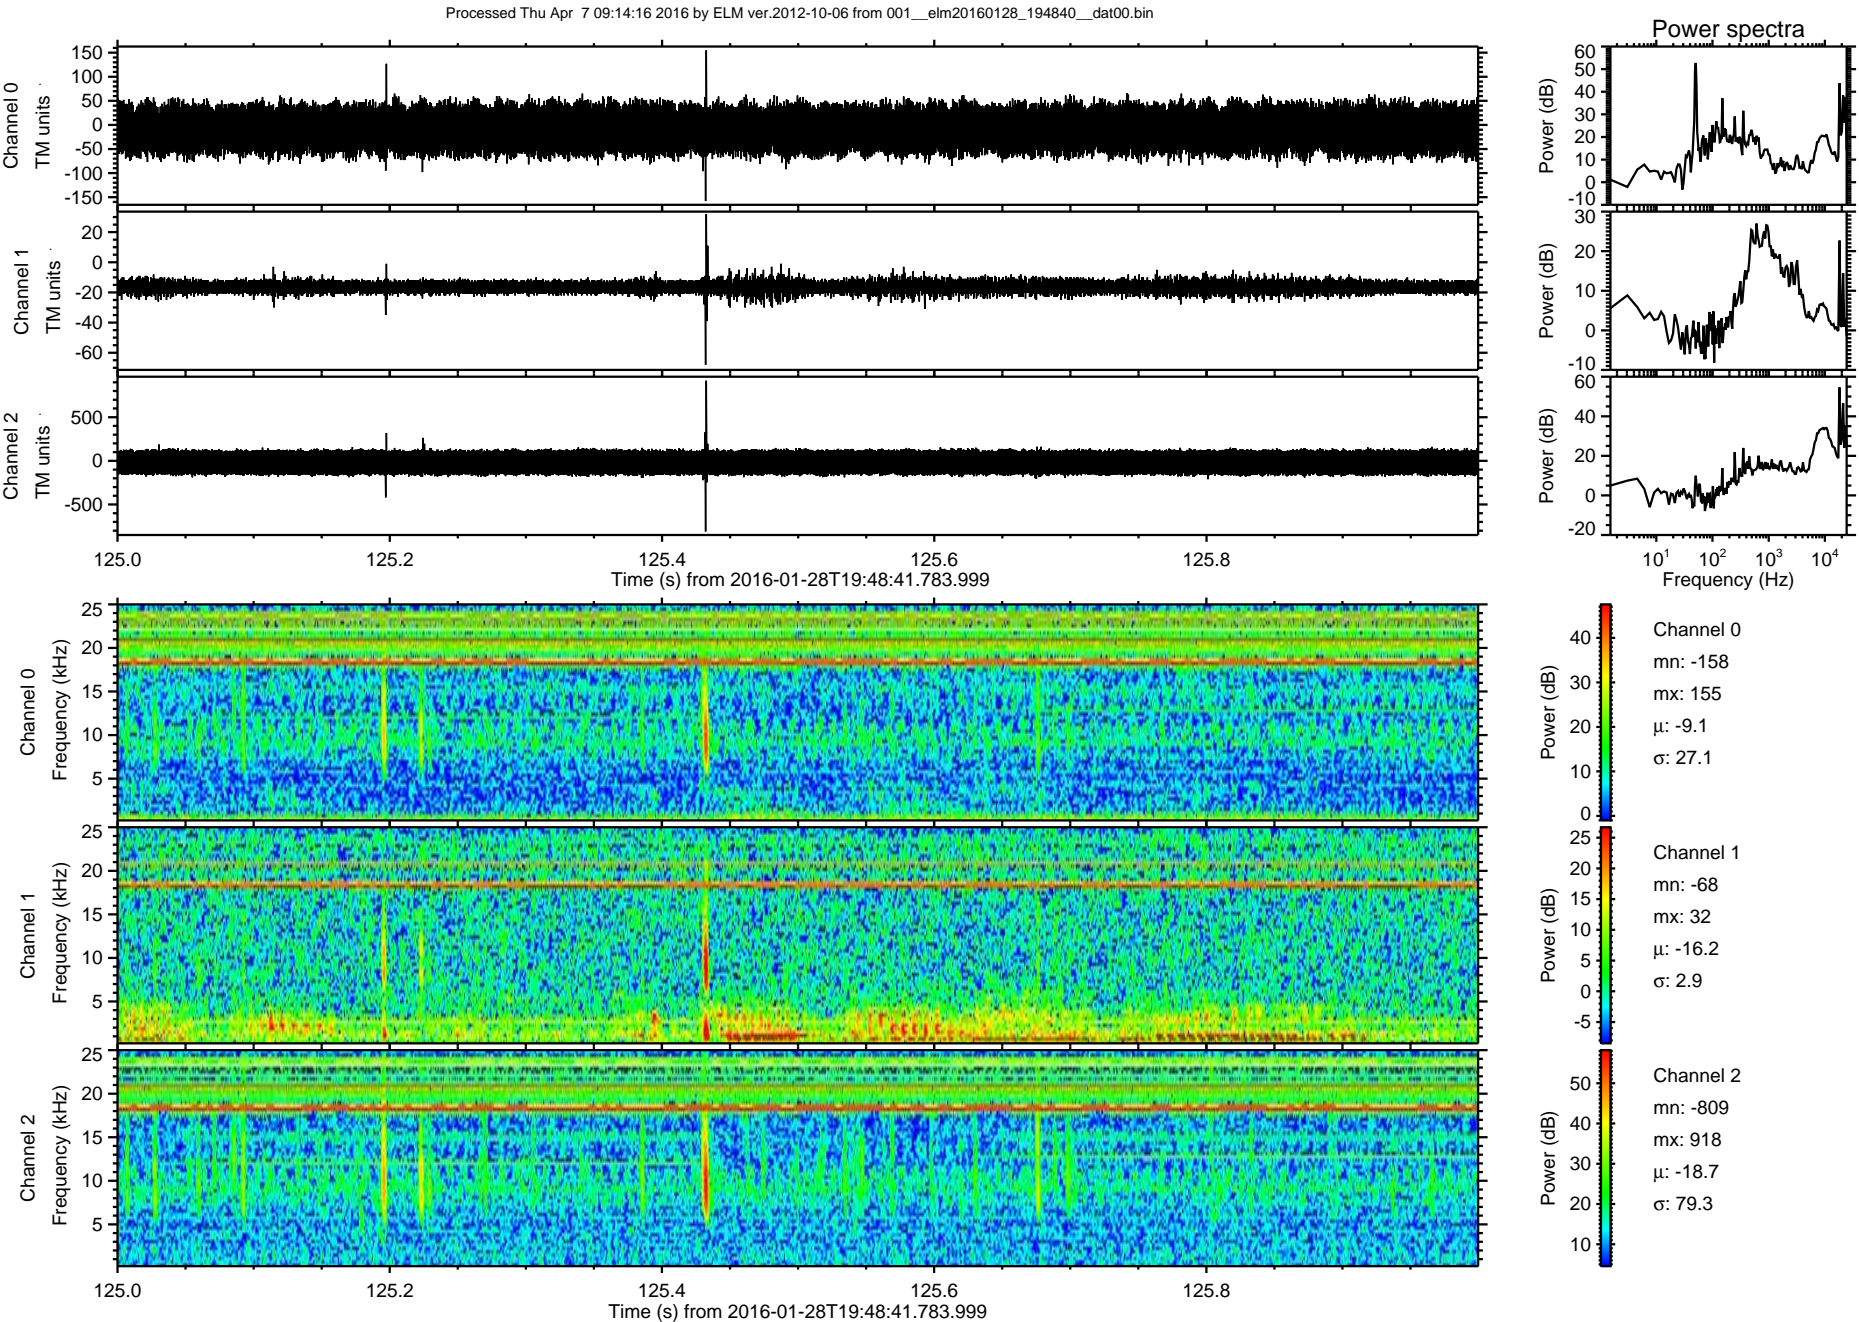 Processed Thu Apr  7 09:14:16 2016 by ELM ver.2012-10-06 from 001__elm20160128_194840__dat00.bin
Power spectra
Channel 0
TM units
150
100
50
0
-50
-100
-150
Power (dB)
60
50
40
30
20
10
0
-10
Channel 1
TM units
20
0
-20
-40
-60
Power (dB)
30
20
10
0
-10
Channel 2
TM units
500
0
-500
Power (dB)
60
40
20
0
-20
125.0 125.2 125.4 125.6 125.8
Time (s) from 2016-01-28T19:48:41.783.999
10^1 10^2 10^3 10^4
Frequency (Hz)
Channel 0
Frequency (kHz)
25
20
15
10
5
Power (dB)
40
30
20
10
0
Channel 0
mn: -158
mx: 155
µ: -9.1
σ: 27.1
Channel 1
Frequency (kHz)
25
20
15
10
5
Power (dB)
25
20
15
10
5
0
-5
Channel 1
mn: -68
mx: 32
µ: -16.2
σ: 2.9
Channel 2
Frequency (kHz)
25
20
15
10
5
Power (dB)
50
40
30
20
10
Channel 2
mn: -809
mx: 918
µ: -18.7
σ: 79.3
125.0 125.2 125.4 125.6 125.8
Time (s) from 2016-01-28T19:48:41.783.999